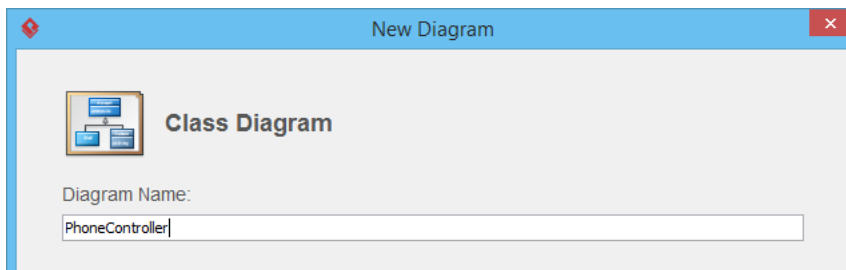 New Diagram
Class Diagram
Diagram Name:
PhoneController